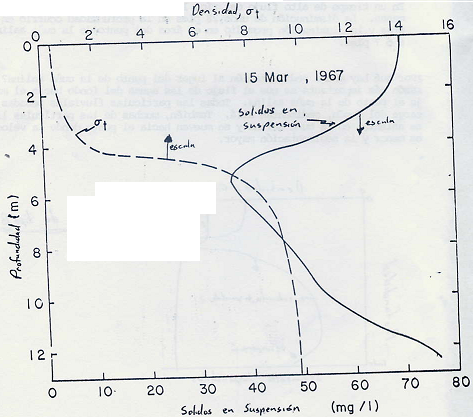 Densidad, σt
0 2 4 6 8 10 12 14 16
15 Mar , 1967
Solidos en
suspensión
escala
σt
escala
Profundidad (m)
0
2
4
6
8
10
12
0 10 20 30 40 50 60 70 80
Solidos en Suspensión (mg/l)